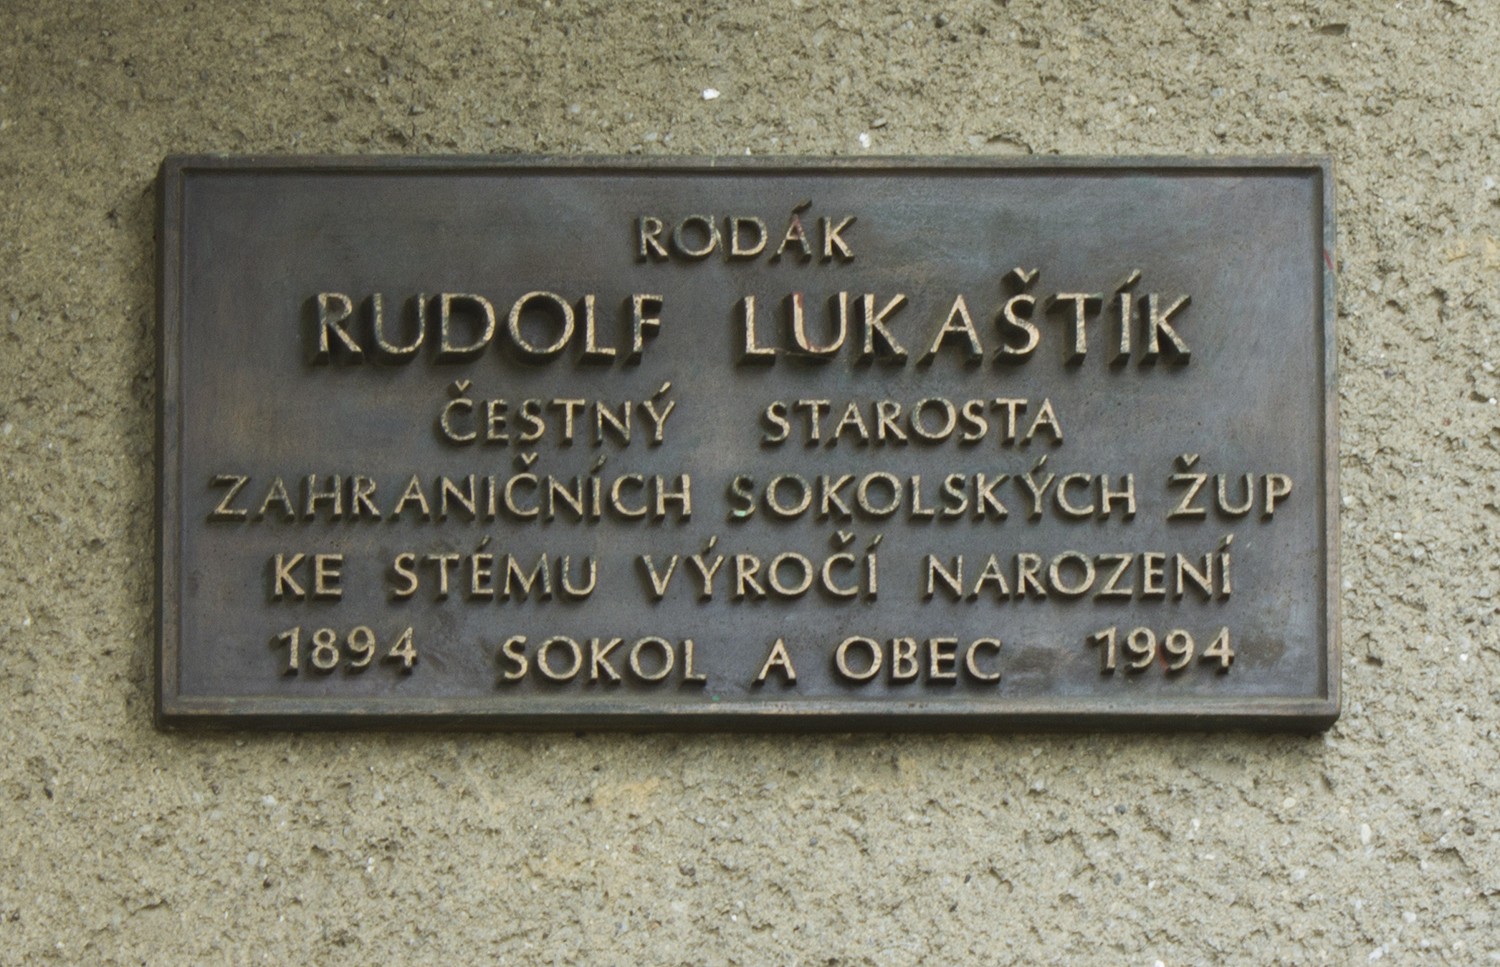 RODÁK
RUDOLF LUKAŠTÍK
ČESTNÝ STAROSTA
ZAHRANIČNÍCH SOKOLSKÝCH ŽUP
KE STÉMU VÝROČÍ NAROZENÍ
1894 SOKOL A OBEC 1994